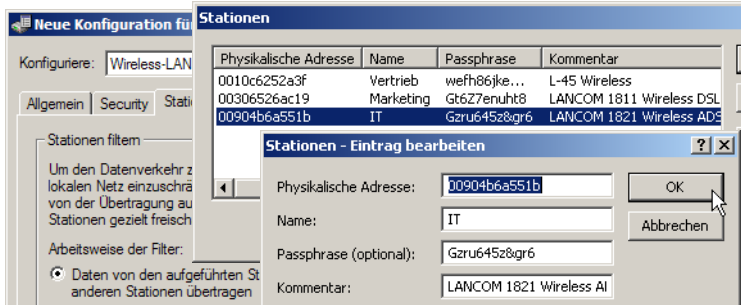 Neue Konfiguration fü
Konfiguriere: Wireless-LAN
Allgemein Security Stati
Stationen filtern
Um den Datenverkehr z
lokalen Netz einzuschrä
von der Übertragung au
Stationen gezielt freisch
Arbeitsweise der Filter:
Daten von den aufgeführten St
anderen Stationen übertragen
Stationen
Physikalische Adresse Name Passphrase Kommentar
0010c6252a3f Vertrieb wefh86jke... L-45 Wireless
00306526ac19 Marketing Gt6Z7enuht8 LANCOM 1811 Wireless DSL
00904b6a551b IT Gzru645z&gr6 LANCOM 1821 Wireless ADS
Stationen - Eintrag bearbeiten
Physikalische Adresse: 00904b6a551b OK
Name: IT Abbrechen
Passphrase (optional): Gzru645z&gr6
Kommentar: LANCOM 1821 Wireless Al